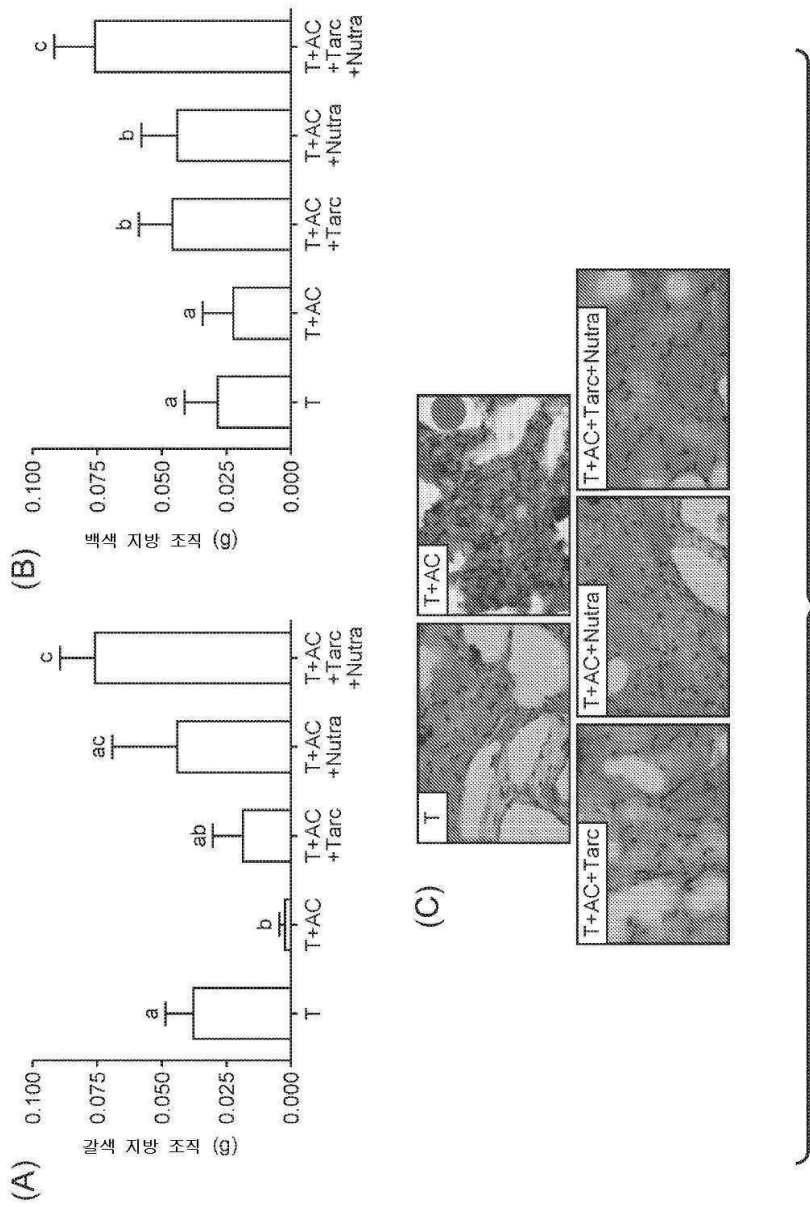 (A)
갈색 지방 조직 (g)
0.100
0.075
0.050
0.025
0.000
a
b
ab
ac
c
T
T+AC
T+AC
+Tarc
T+AC
+Nutra
T+AC
+Tarc
+Nutra
(B)
백색 지방 조직 (g)
0.100
0.075
0.050
0.025
0.000
a
a
b
b
c
T
T+AC
T+AC
+Tarc
T+AC
+Nutra
T+AC
+Tarc
+Nutra
(C)
T
T+AC
T+AC+Tarc
T+AC+Nutra
T+AC+Tarc+Nutra